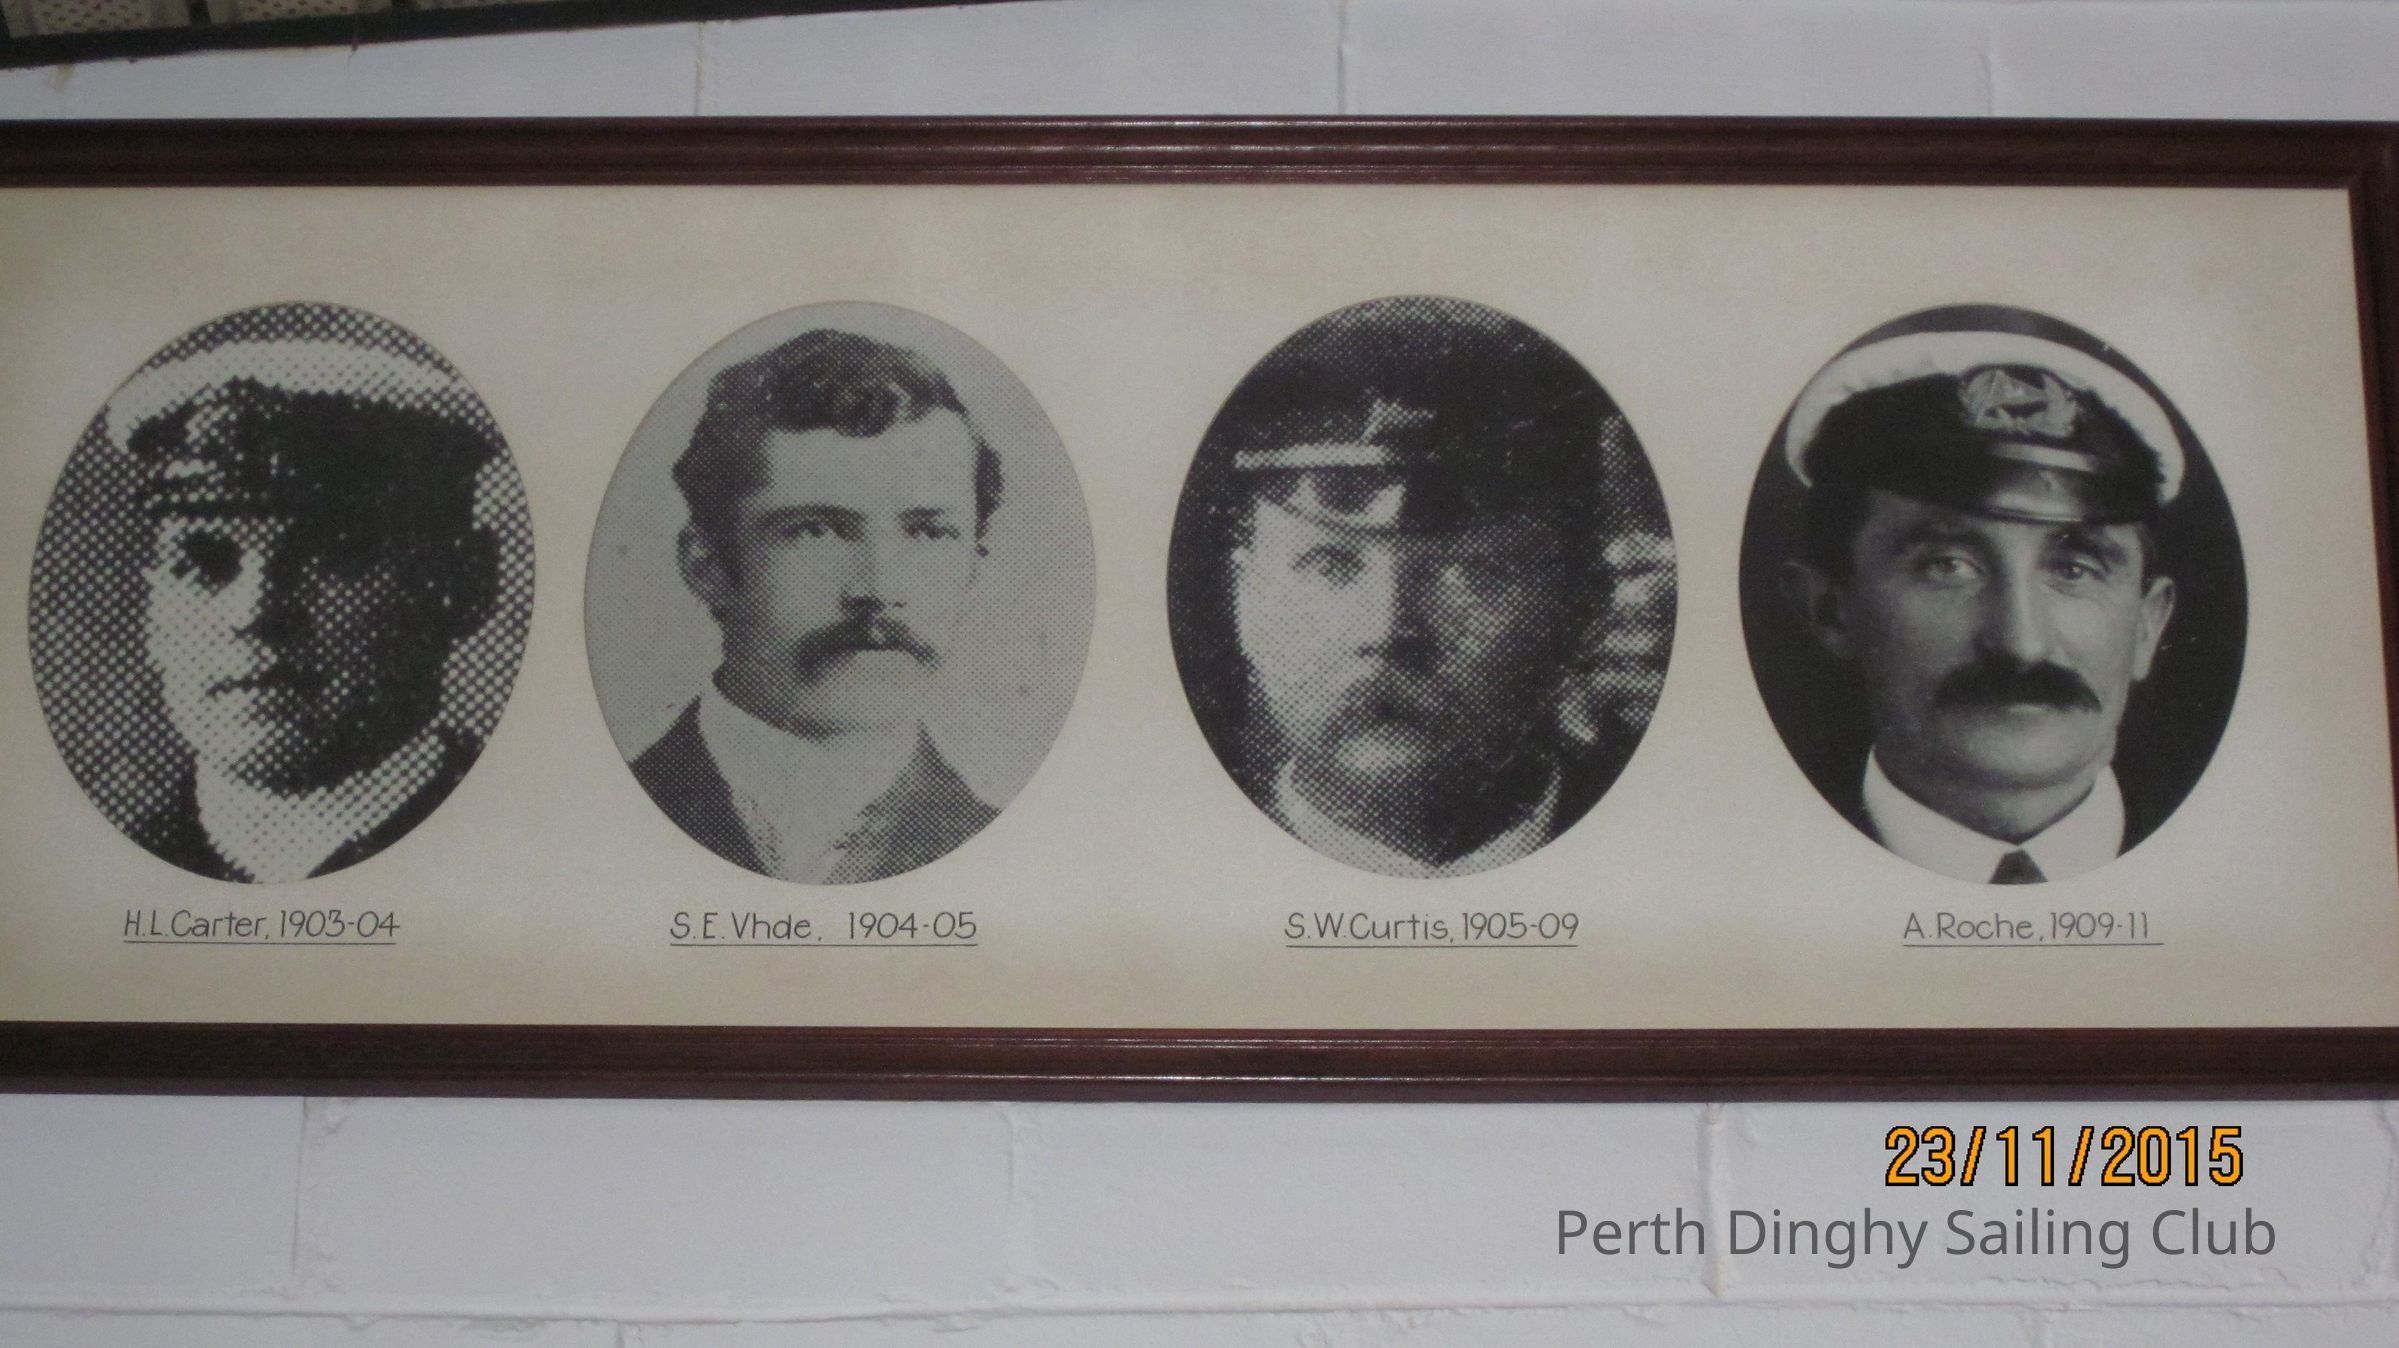 H.L.Carter, 1903-04
S.E.Vhde, 1904-05
S.W.Curtis, 1905-09
A.Roche, 1909-11
23/11/2015
Perth Dinghy Sailing Club